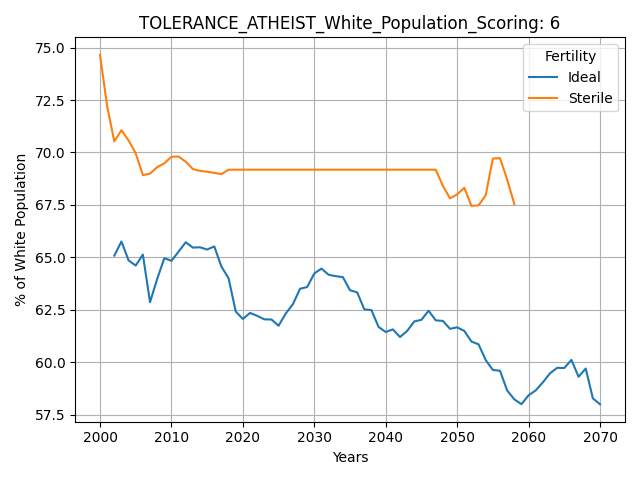 TOLERANCE_ATHEIST_White_Population_Scoring: 6
Fertility
Ideal
Sterile
% of White Population
75.0
72.5
70.0
67.5
65.0
62.5
60.0
57.5
2000 2010 2020 2030 2040 2050 2060 2070
Years